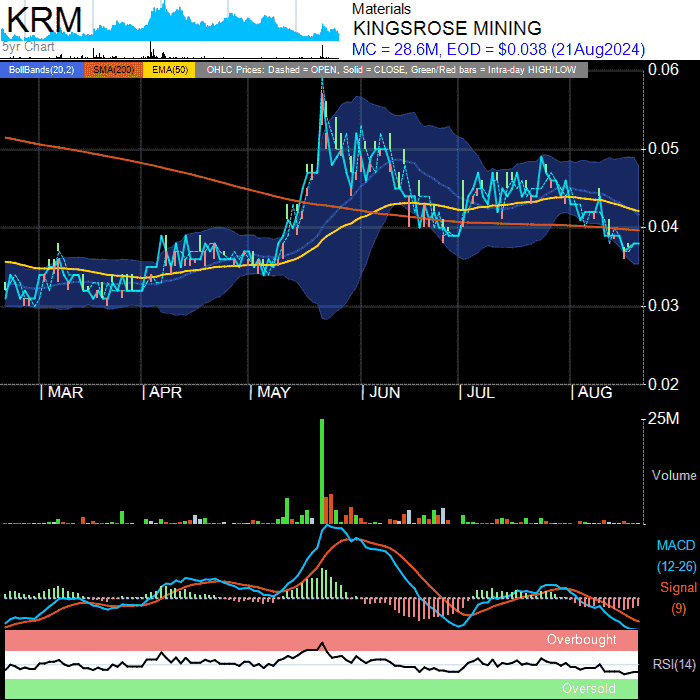 KRM
Materials
KINGSROSE MINING
MC = 28.6M, EOD = $0.038 (21Aug2024)
5yr Chart
BollBands(20,2) SMA(200) EMA(50) OHLC Prices: Dashed = OPEN, Solid = CLOSE, Green/Red bars = Intra-day HIGH/LOW
0.06
0.05
0.04
0.03
0.02
MAR APR MAY JUN JUL AUG
25M
Volume
MACD
(12-26)
Signal
(9)
Overbought
RSI(14)
Oversold